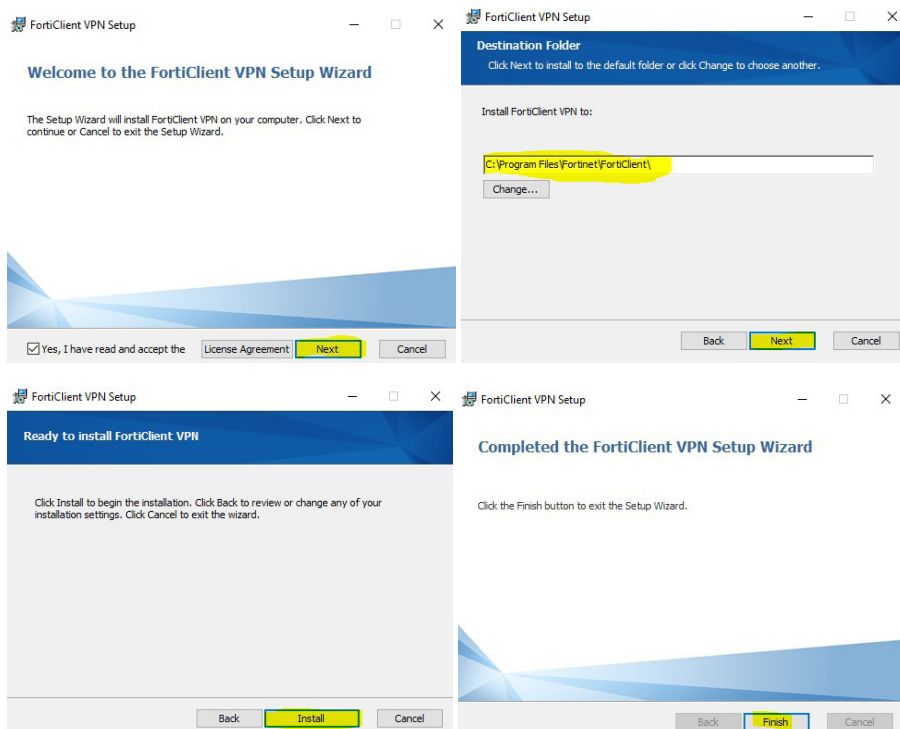 FortiClient VPN Setup
Welcome to the FortiClient VPN Setup Wizard
The Setup Wizard will install FortiClient VPN on your computer. Click Next to
continue or Cancel to exit the Setup Wizard.
Yes, I have read and accept the License Agreement Next Cancel
FortiClient VPN Setup
Destination Folder
Click Next to install to the default folder or click Change to choose another.
Install FortiClient VPN to:
C:\Program Files\Fortinet\FortiClient\
Change...
Back Next Cancel
FortiClient VPN Setup
Ready to install FortiClient VPN
Click Install to begin the installation. Click Back to review or change any of your
installation settings. Click Cancel to exit the wizard.
Back Install Cancel
FortiClient VPN Setup
Completed the FortiClient VPN Setup Wizard
Click the Finish button to exit the Setup Wizard.
Back Finish Cancel